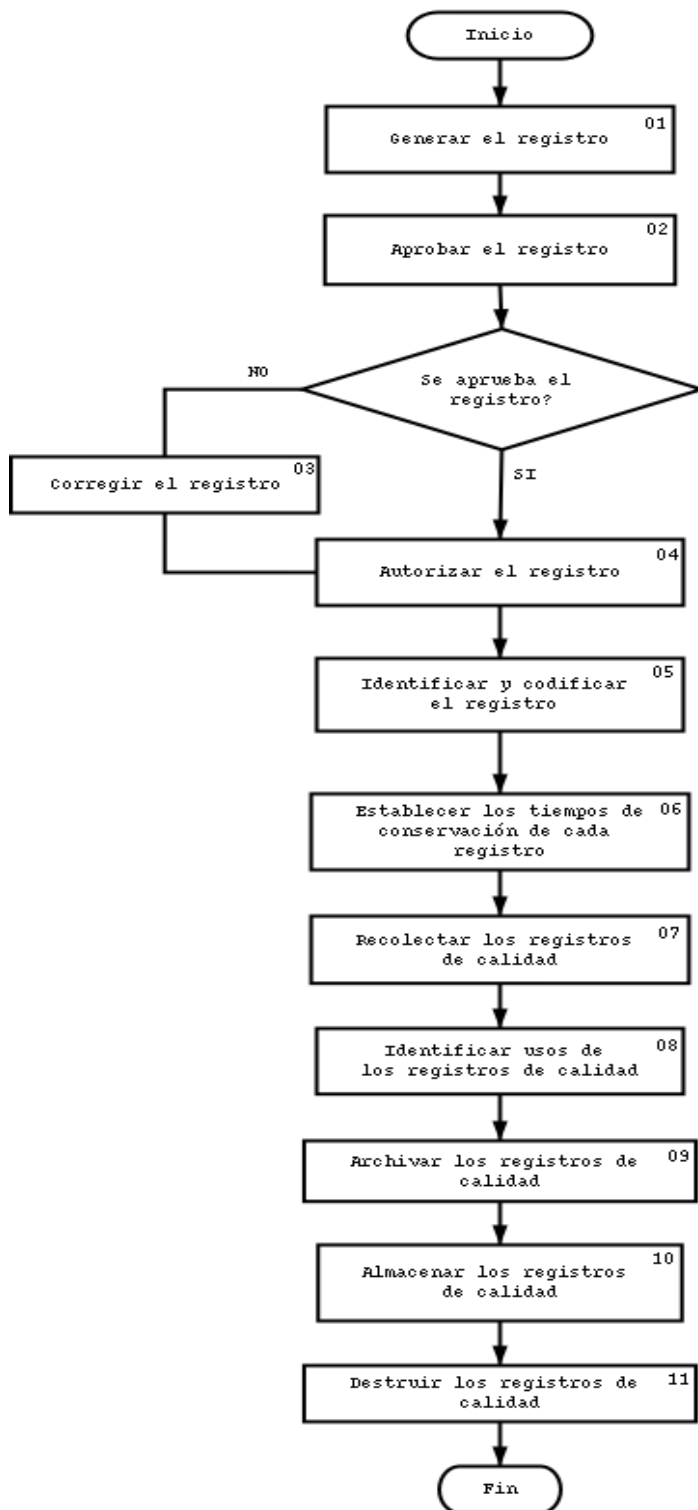 Inicio
01
Generar el registro
02
Aprobar el registro
Se aprueba el
registro?
NO
SI
03
Corregir el registro
04
Autorizar el registro
05
Identificar y codificar
el registro
06
Establecer los tiempos de
conservación de cada
registro
07
Recolectar los registros
de calidad
08
Identificar usos de
los registros de calidad
09
Archivar los registros de
calidad
10
Almacenar los registros
de calidad
11
Destruir los registros de
calidad
Fin